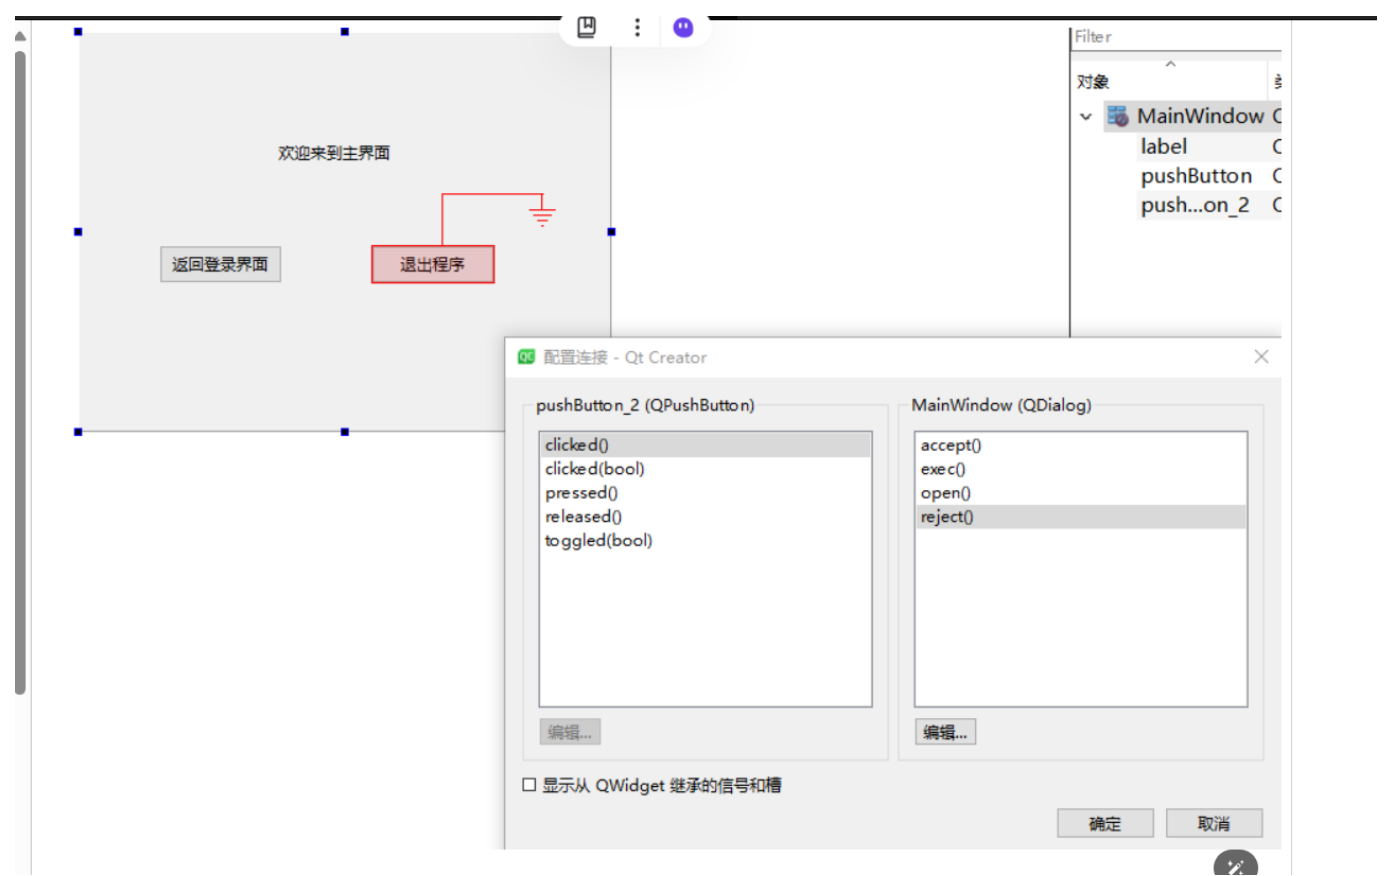 Filter
对象
MainWindow
label
pushButton
push...on_2
欢迎来到主界面
返回登录界面
退出程序
配置连接 - Qt Creator
pushButton_2 (QPushButton)
clicked()
clicked(bool)
pressed()
released()
toggled(bool)
编辑...
MainWindow (QDialog)
accept()
exec()
open()
reject()
编辑...
显示从 QWidget 继承的信号和槽
确定
取消